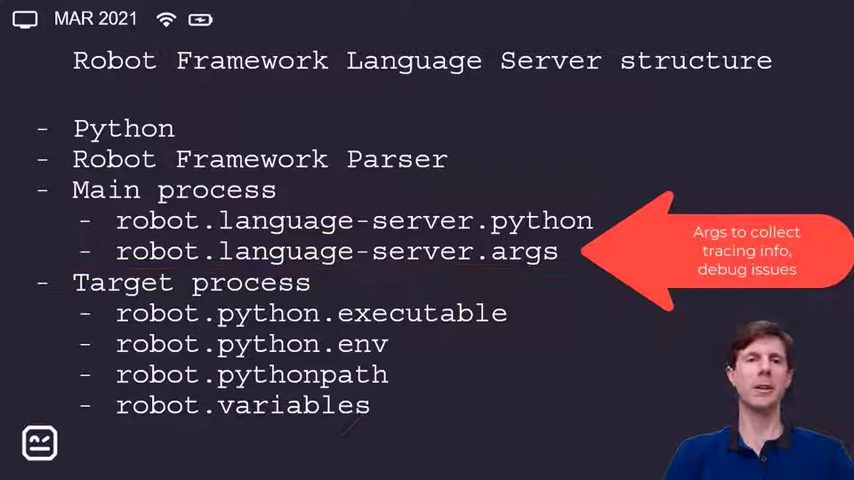 MAR 2021
Robot Framework Language Server structure
- Python
- Robot Framework Parser
- Main process
- robot.language-server.python
- robot.language-server.args
- Target process
- robot.python.executable
- robot.python.env
- robot.pythonpath
- robot.variables
Args to collect
tracing info,
debug issues